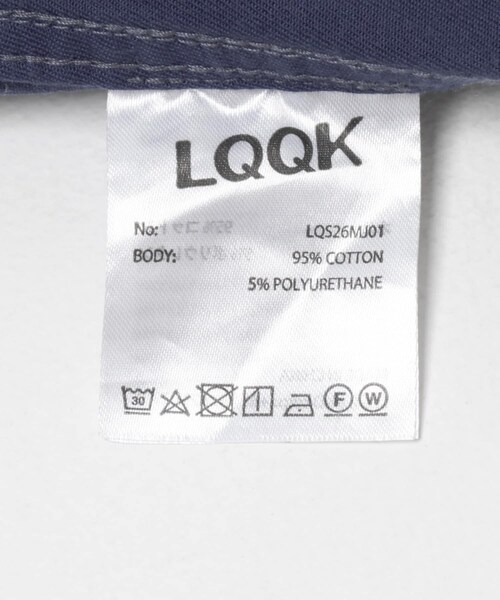 LQQK
No: LQS26MJ01
BODY: 95% COTTON
5% POLYURETHANE
30 F W